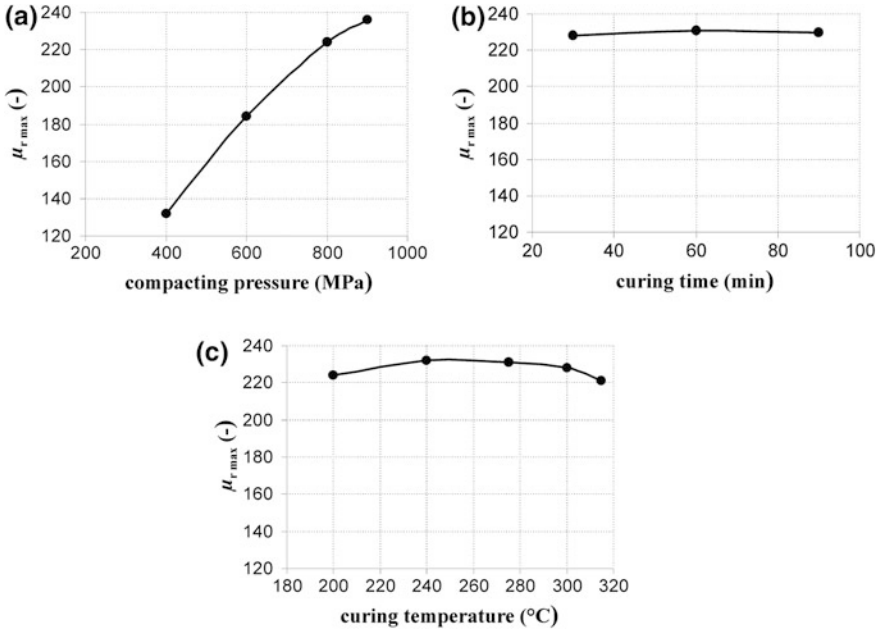 (a)
240
220
200
180
160
140
120
μr max (-)
200 400 600 800 1000
compacting pressure (MPa)
(b)
240
220
200
180
160
140
120
μr max (-)
20 40 60 80 100
curing time (min)
(c)
240
220
200
180
160
140
120
μr max (-)
180 200 220 240 260 280 300 320
curing temperature (°C)